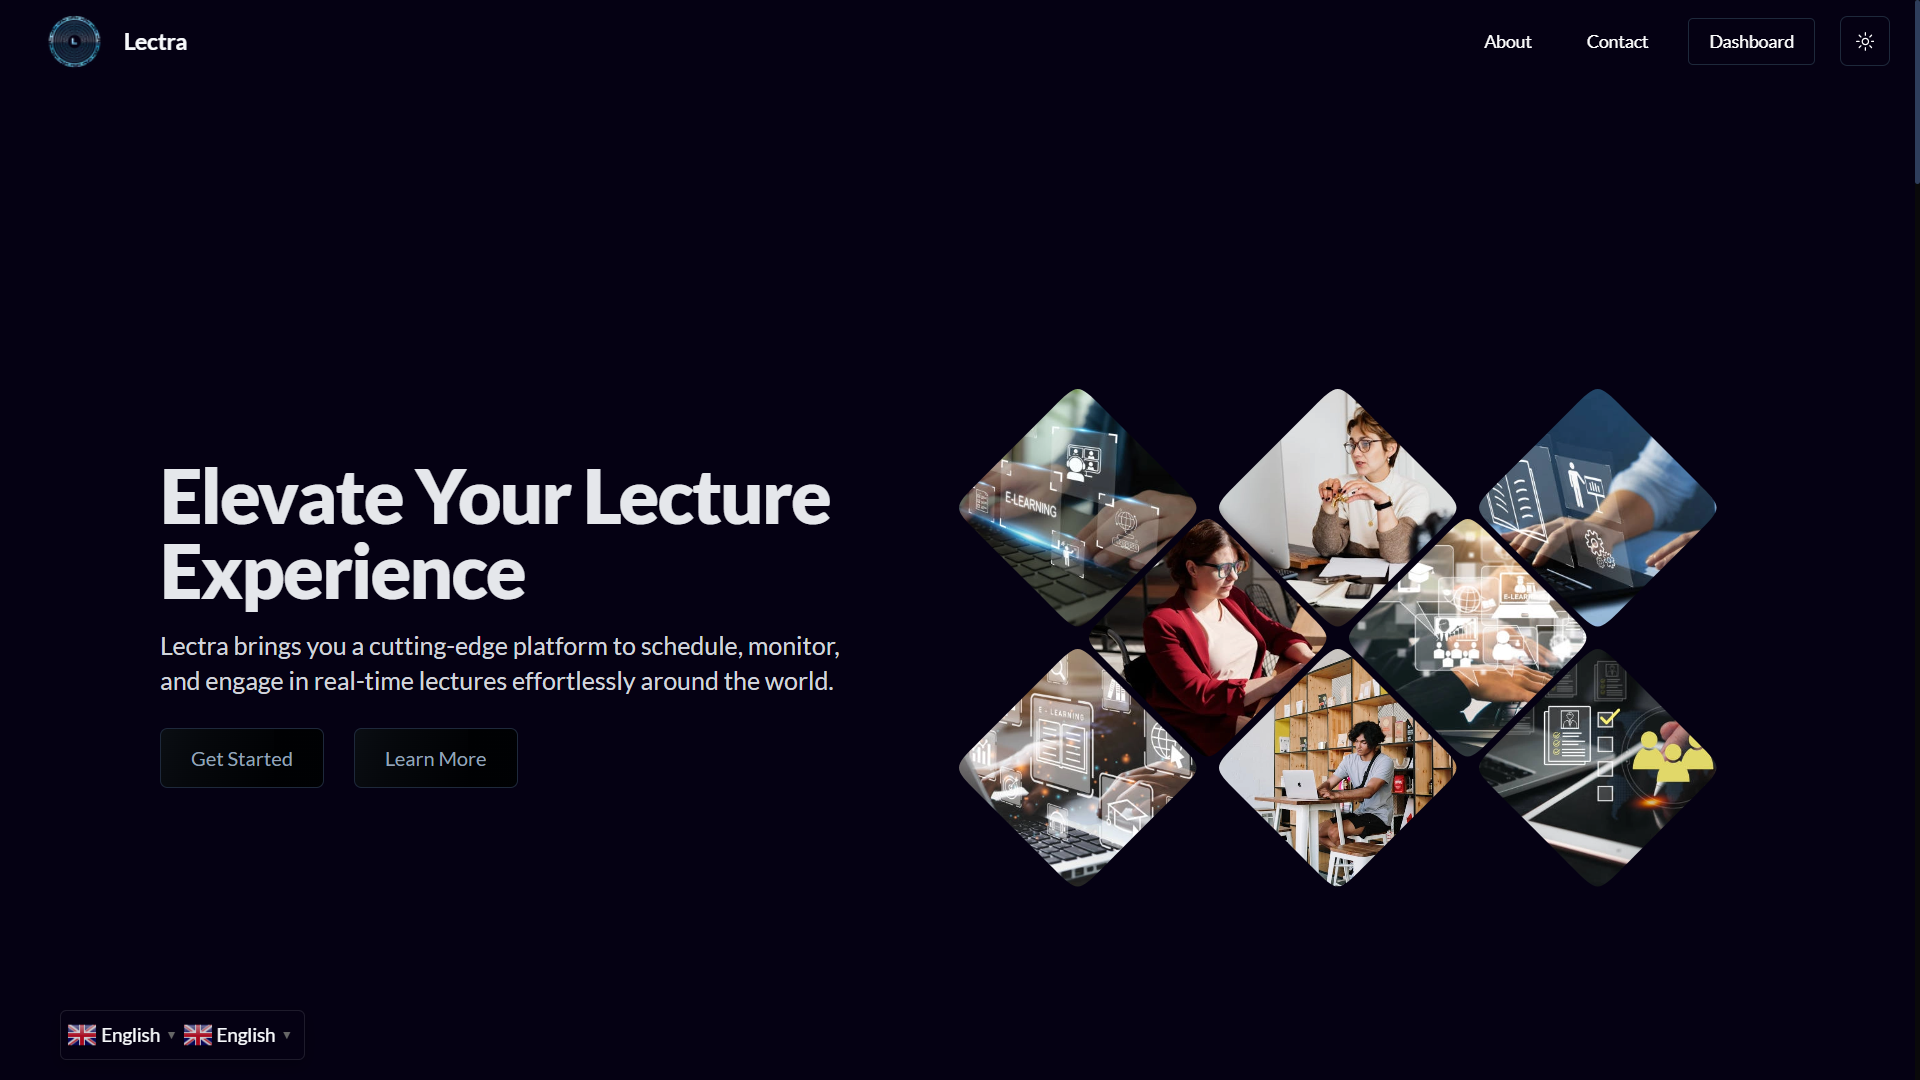 L
Lectra
About
Contact
Dashboard
Elevate Your Lecture
Experience
Lectra brings you a cutting-edge platform to schedule, monitor,
and engage in real-time lectures effortlessly around the world.
Get Started
Learn More
E-LEARNING
E - LEARNING
English
English